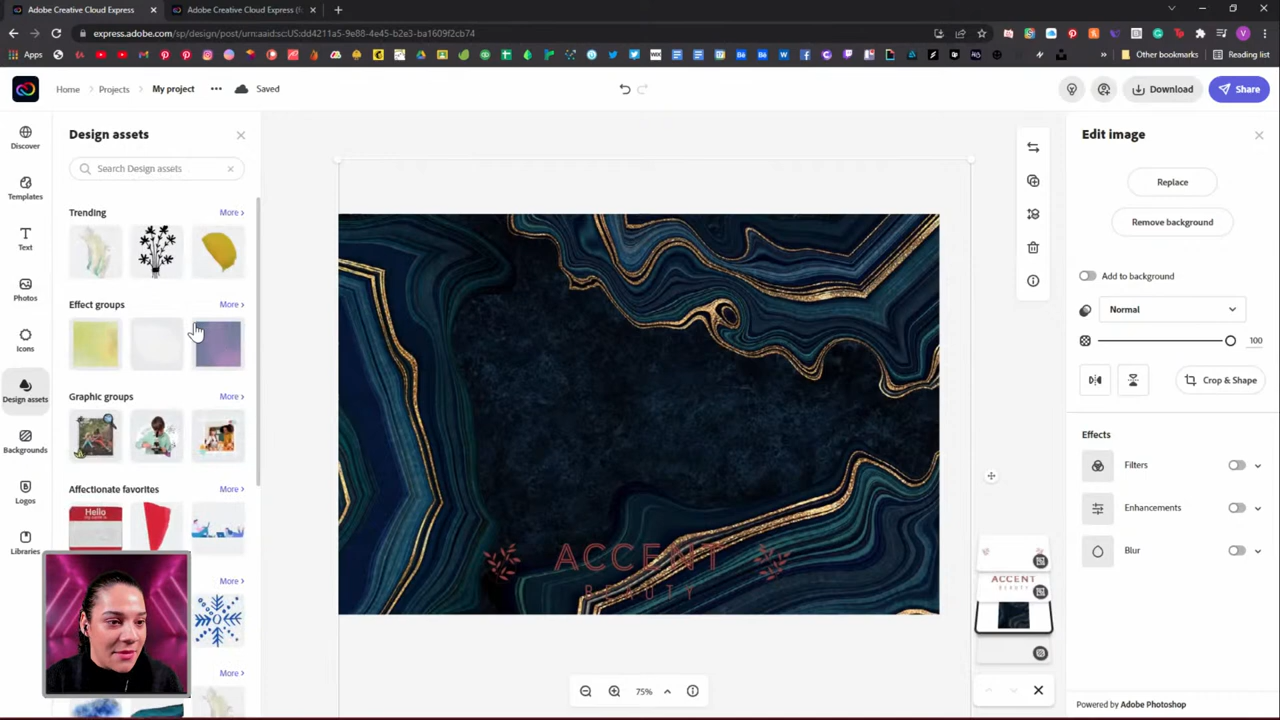 Adobe Creative Cloud Express
Adobe Creative Cloud Express (
express.adobe.com/sp/design/post/urn:aaid:sc:US:dd4211a5-9e88-4e45-b2e3-ba1609f2cb74
Apps
Other bookmarks
Reading list
Home
Projects
My project
Saved
Download
Share
Discover
Templates
Text
Photos
Icons
Design assets
Backgrounds
Logos
Libraries
Design assets
Search Design assets
Trending
More >
Effect groups
More >
Graphic groups
More >
Affectionate favorites
More >
Hello
More >
More >
ACCENT
BEAUTY
75%
ACCENT
Edit image
Replace
Remove background
Add to background
Normal
100
Crop & Shape
Effects
Filters
Enhancements
Blur
Powered by Adobe Photoshop